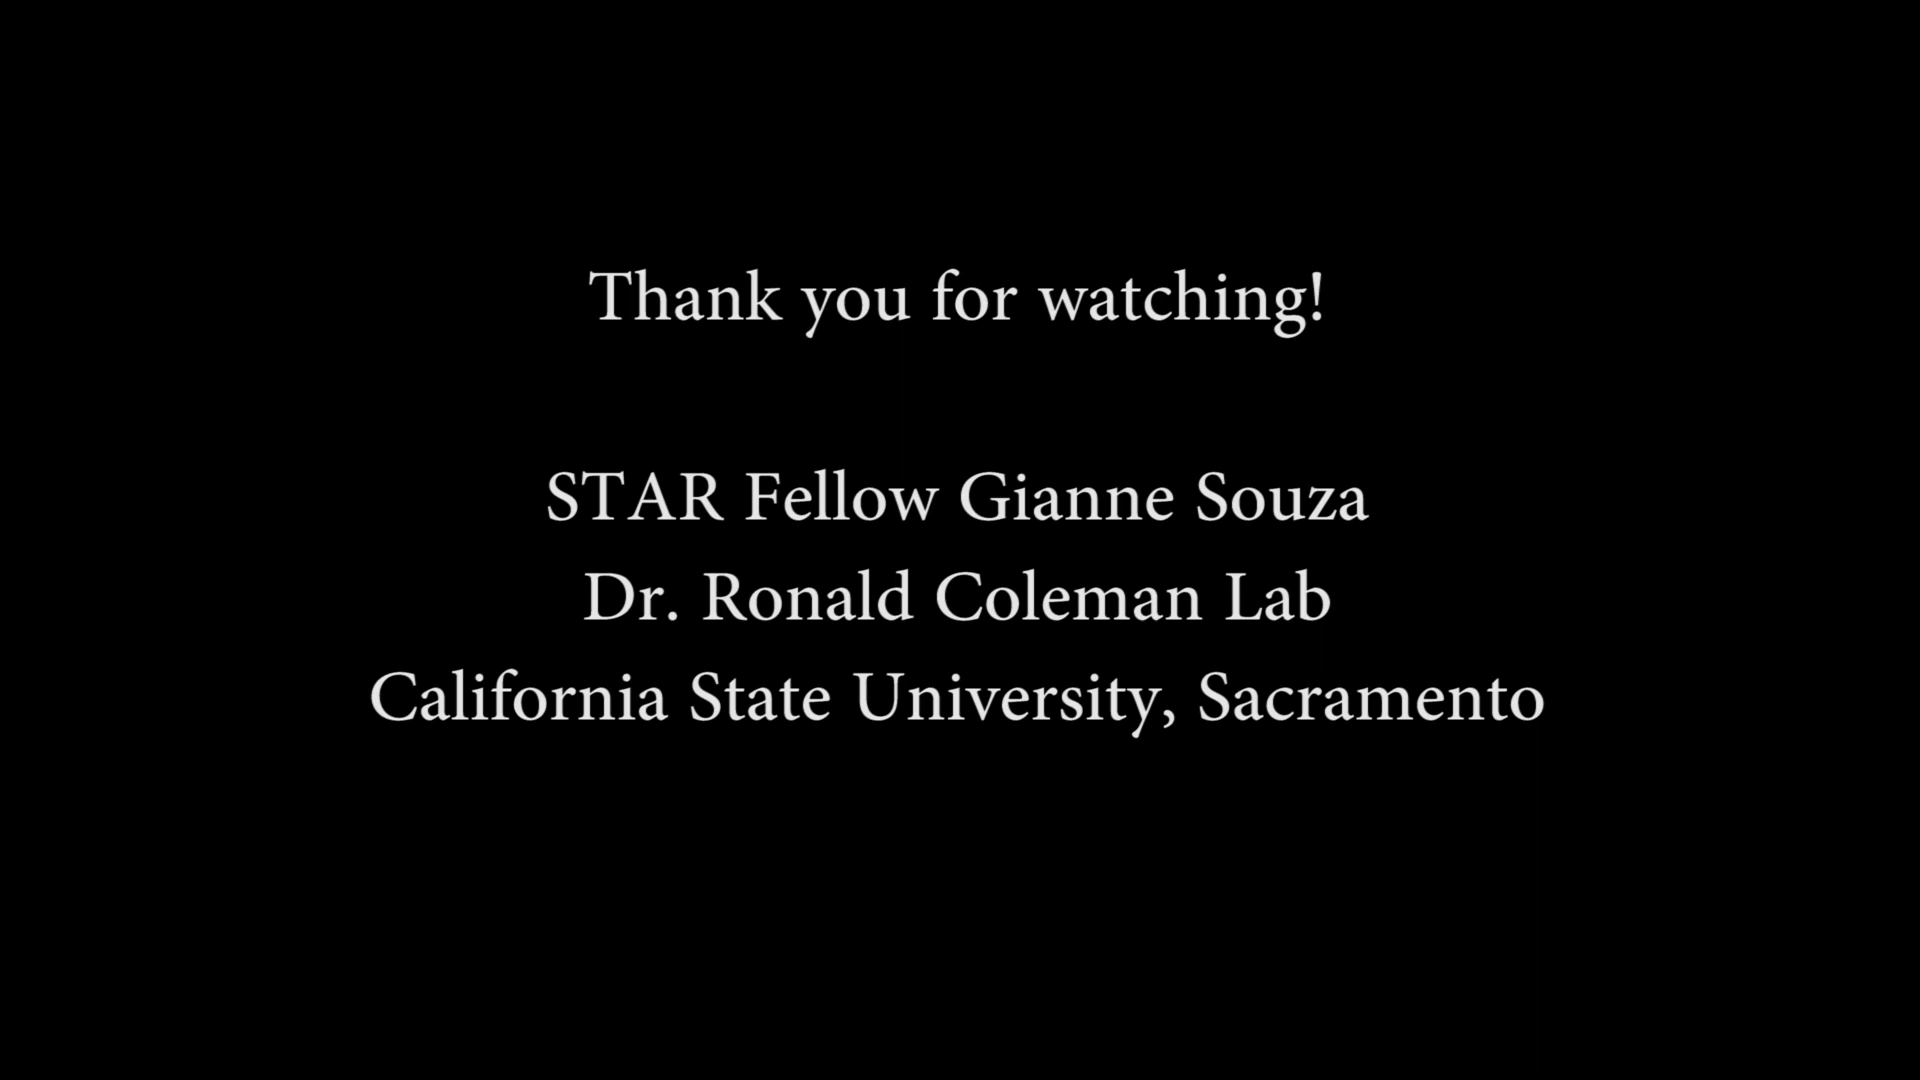 Thank you for watching!
STAR Fellow Gianne Souza
Dr. Ronald Coleman Lab
California State University, Sacramento